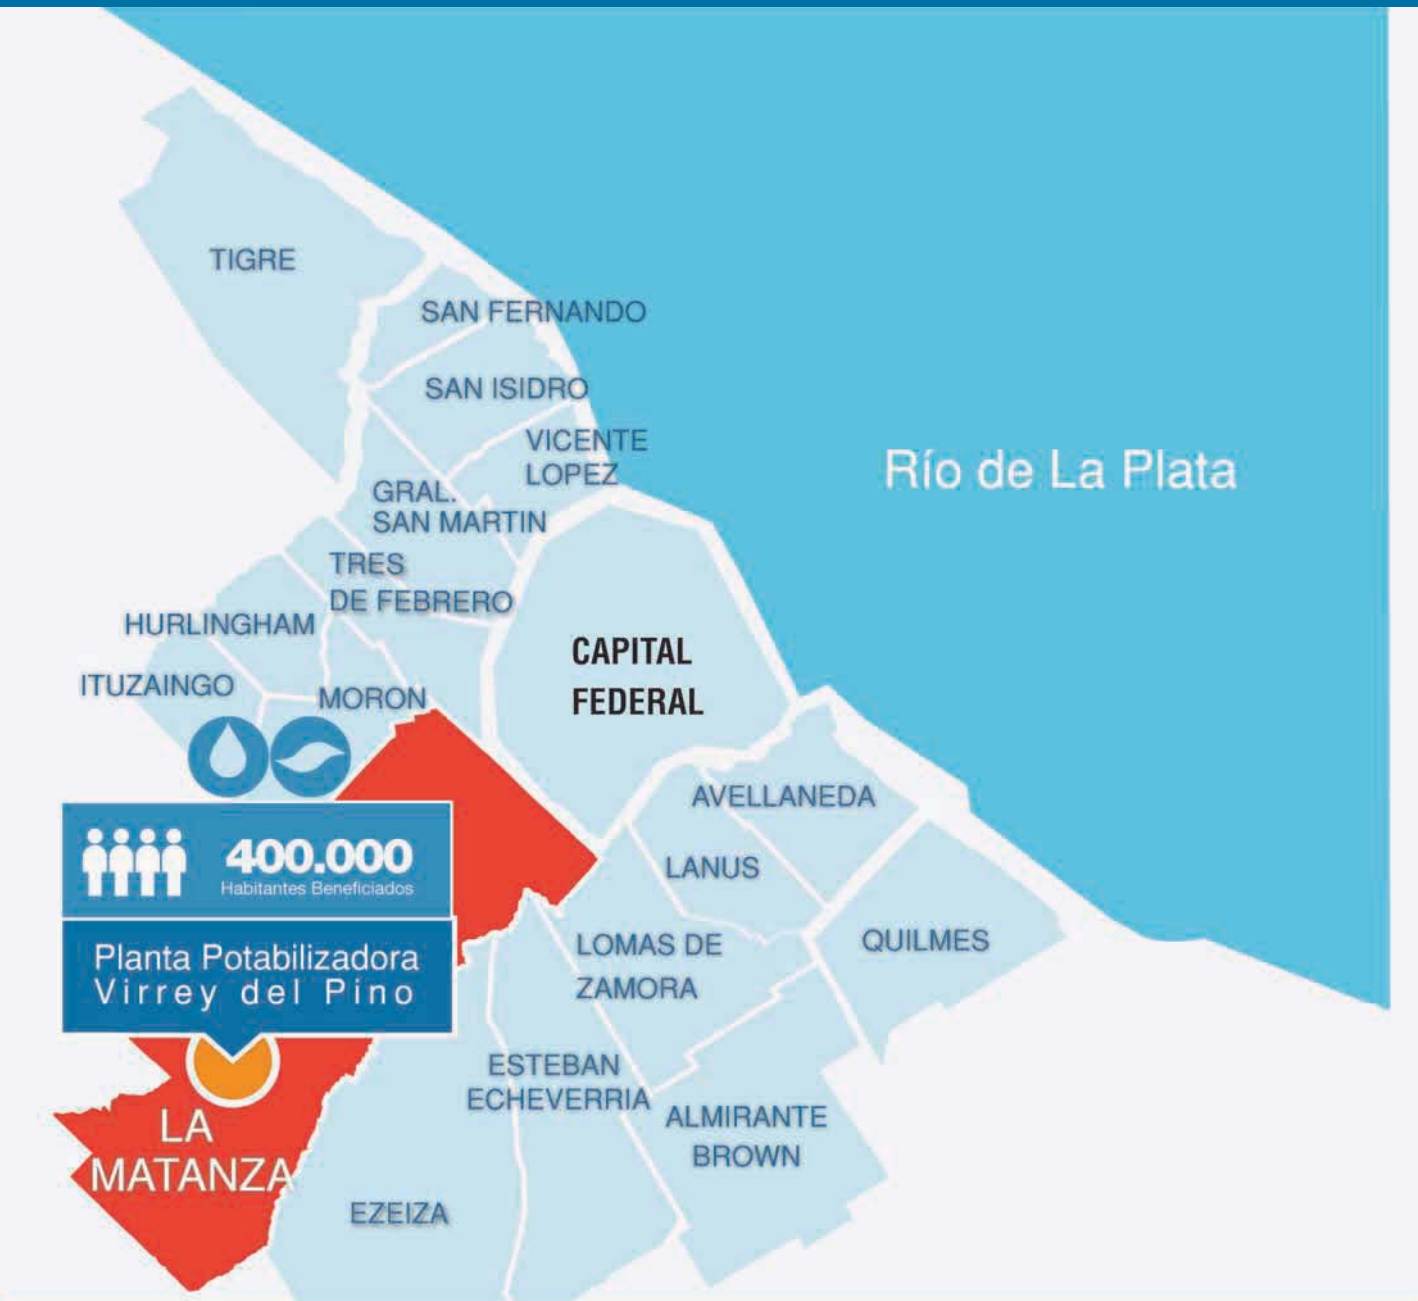 TIGRE
SAN FERNANDO
SAN ISIDRO
VICENTE
LOPEZ
Río de La Plata
GRAL.
SAN MARTIN
TRES
DE FEBRERO
HURLINGHAM
CAPITAL
FEDERAL
ITUZAINGO
MORON
AVELLANEDA
400.000
Habitantes Beneficiados
LANUS
Planta Potabilizadora
Virrey del Pino
LOMAS DE
ZAMORA
QUILMES
ESTEBAN
ECHEVERRIA
ALMIRANTE
BROWN
LA
MATANZA
EZEIZA